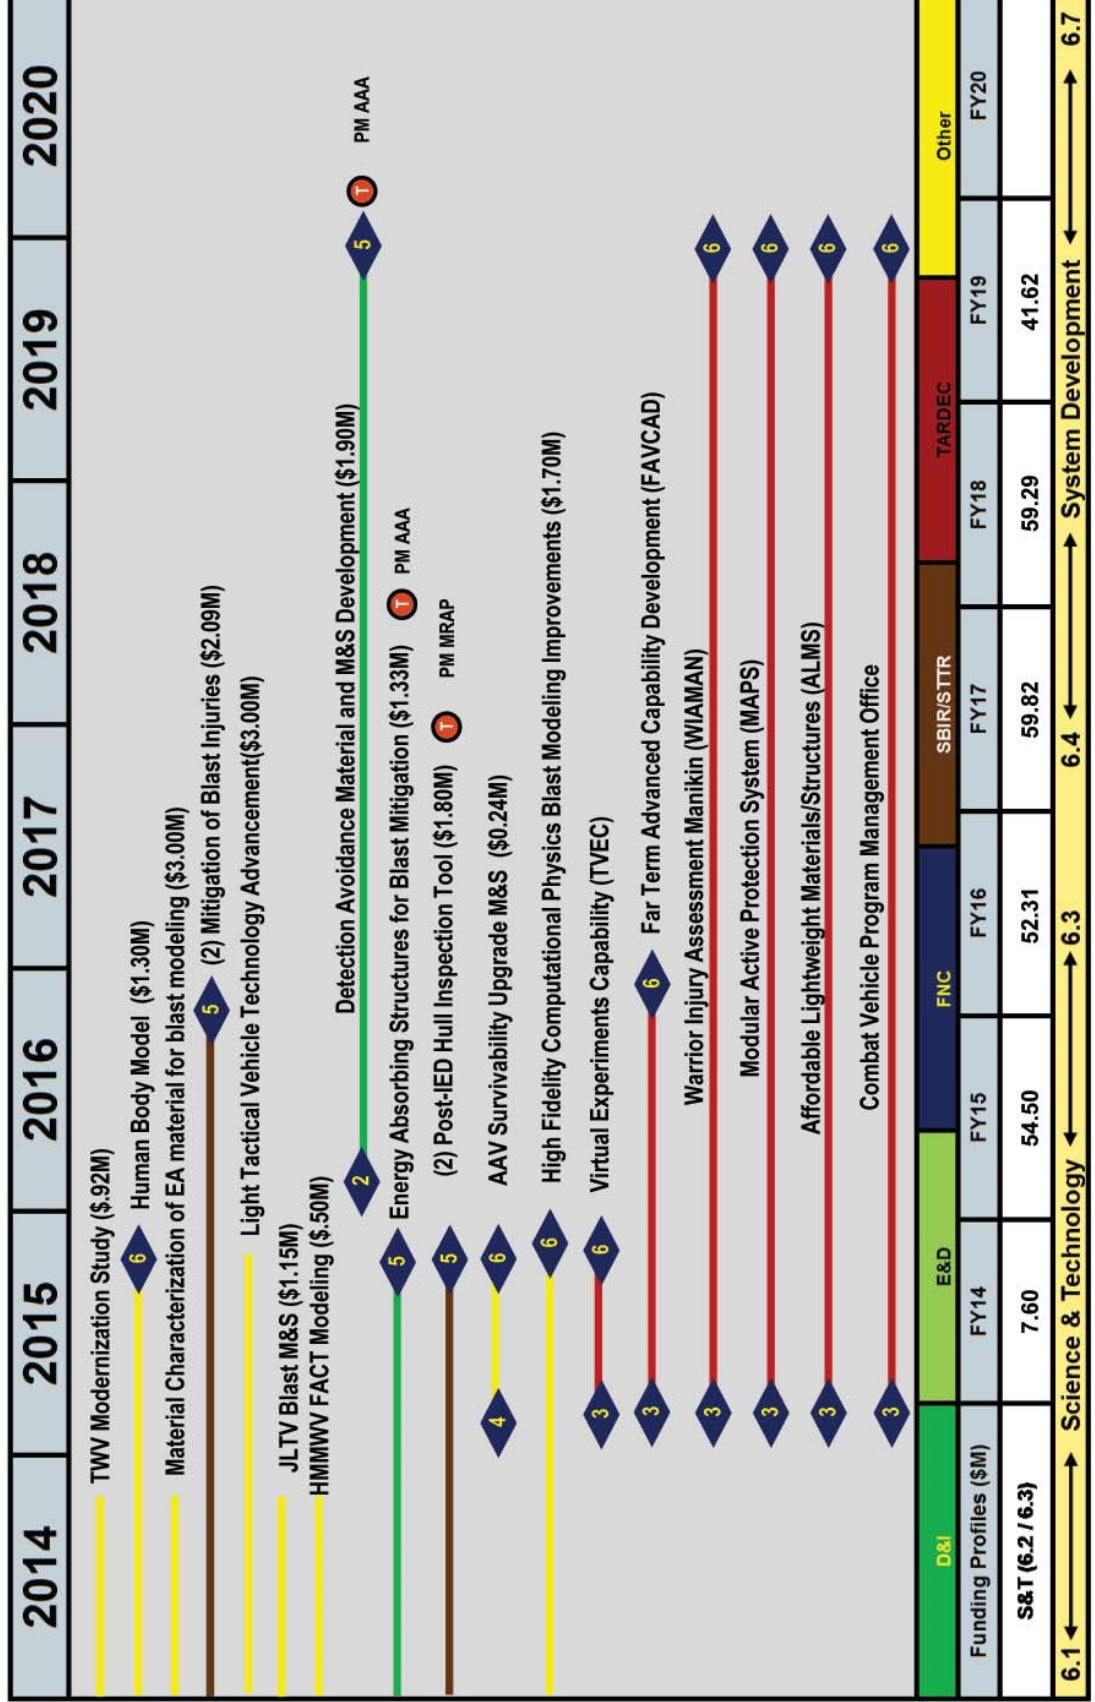 2014 2015 2016 2017 2018 2019 2020
TWV Modernization Study ($.92M)
6 Human Body Model ($1.30M)
Material Characterization of EA material for blast modeling ($3.00M)
5 (2) Mitigation of Blast Injuries ($2.09M)
Light Tactical Vehicle Technology Advancement($3.00M)
JLTV Blast M&S ($1.15M)
HMMWV FACT Modeling ($.50M)
Detection Avoidance Material and M&S Development ($1.90M)
2 5 T PM AAA
5 Energy Absorbing Structures for Blast Mitigation ($1.33M) T PM AAA
5 (2) Post-IED Hull Inspection Tool ($1.80M) T PM MRAP
4 6 AAV Survivability Upgrade M&S ($0.24M)
6 High Fidelity Computational Physics Blast Modeling Improvements ($1.70M)
3 6 Virtual Experiments Capability (TVEC)
3 6 Far Term Advanced Capability Development (FAVCAD)
Warrior Injury Assessment Manikin (WIAMAN)
3 6
Modular Active Protection System (MAPS)
3 6
Affordable Lightweight Materials/Structures (ALMS)
3 6
Combat Vehicle Program Management Office
3 6
D&I E&D FNC SBIR/STTR TARDEC Other
Funding Profiles ($M) FY14 FY15 FY16 FY17 FY18 FY19 FY20
S&T (6.2 / 6.3) 7.60 54.50 52.31 59.82 59.29 41.62
6.1 Science & Technology 6.3 6.4 System Development 6.7